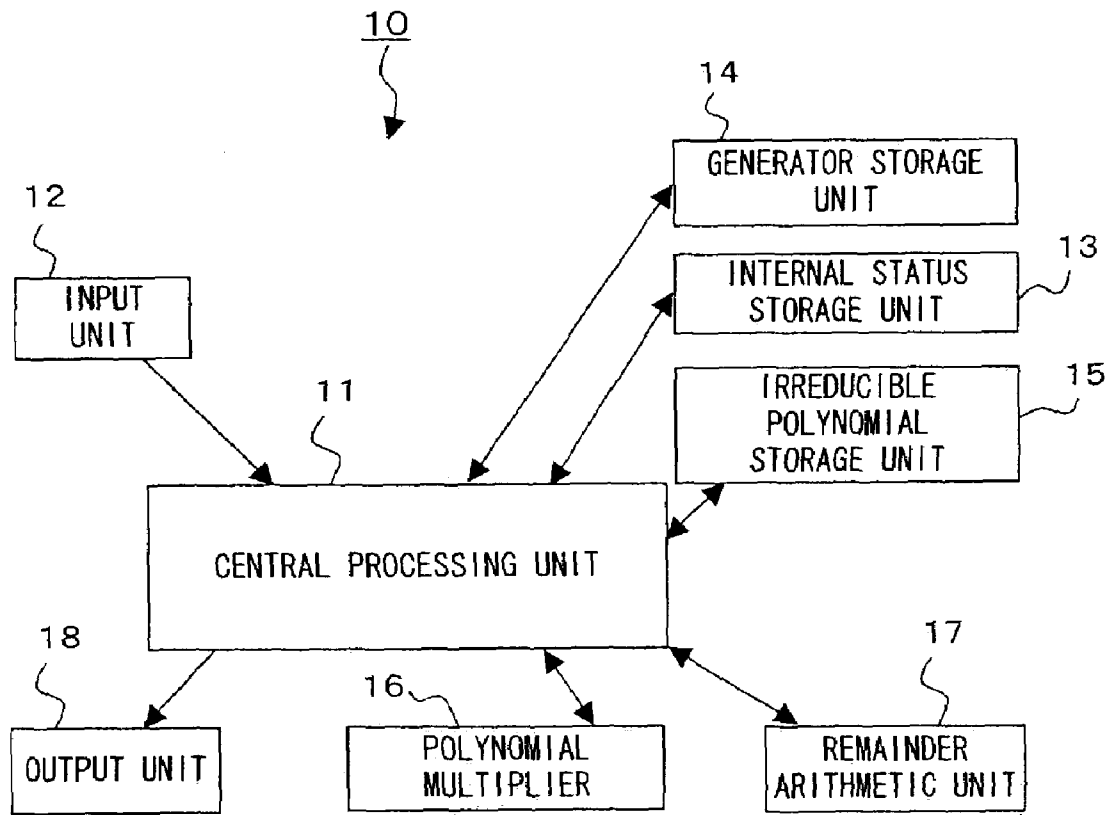 10
14
GENERATOR STORAGE
UNIT
12
INPUT
UNIT
13
INTERNAL STATUS
STORAGE UNIT
11
15
IRREDUCIBLE
POLYNOMIAL
STORAGE UNIT
CENTRAL PROCESSING UNIT
18
OUTPUT UNIT
16
POLYNOMIAL
MULTIPLIER
17
REMAINDER
ARITHMETIC UNIT